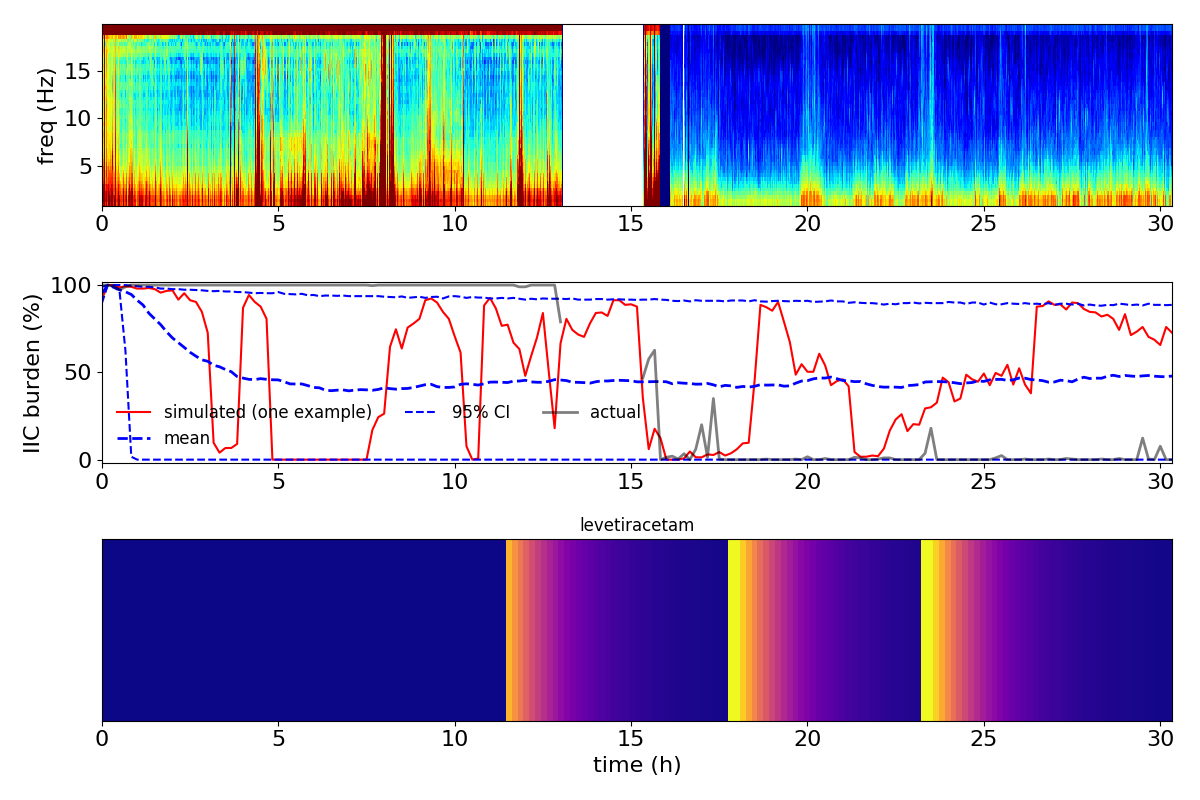 freq (Hz)
15
10
5
0 5 10 15 20 25 30
IIC burden (%)
100
50
0
simulated (one example) 95% CI actual
mean
0 5 10 15 20 25 30
levetiracetam
0 5 10 15 20 25 30
time (h)